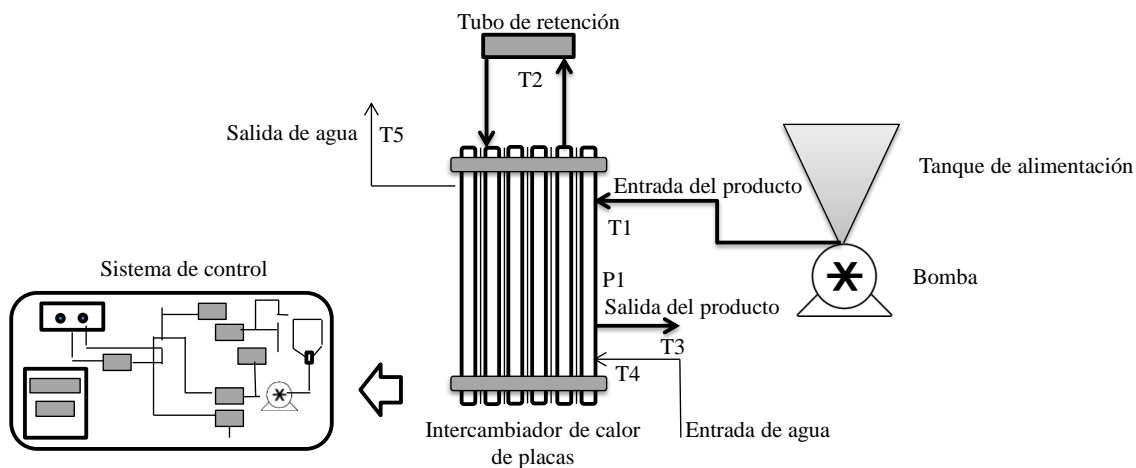 Tubo de retención
T2
Salida de agua
T5
Entrada del producto
T1
Tanque de alimentación
Sistema de control
P1
Bomba
Salida del producto
T3
T4
Intercambiador de calor
de placas
Entrada de agua